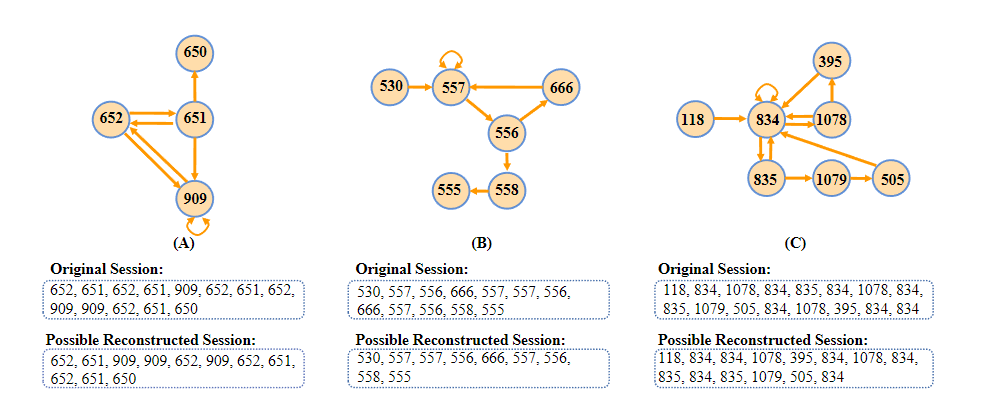 650
652
651
909
(A)
Original Session:
652, 651, 652, 651, 909, 652, 651, 652,
909, 909, 652, 651, 650
Possible Reconstructed Session:
652, 651, 909, 909, 652, 909, 652, 651,
652, 651, 650
530
557
666
556
555
558
(B)
Original Session:
530, 557, 556, 666, 557, 557, 556,
666, 557, 556, 558, 555
Possible Reconstructed Session:
530, 557, 557, 556, 666, 557, 556,
558, 555
395
118
834
1078
835
1079
505
(C)
Original Session:
118, 834, 1078, 834, 835, 834, 1078, 834,
835, 1079, 505, 834, 1078, 395, 834, 834
Possible Reconstructed Session:
118, 834, 834, 1078, 395, 834, 1078, 834,
835, 834, 835, 1079, 505, 834